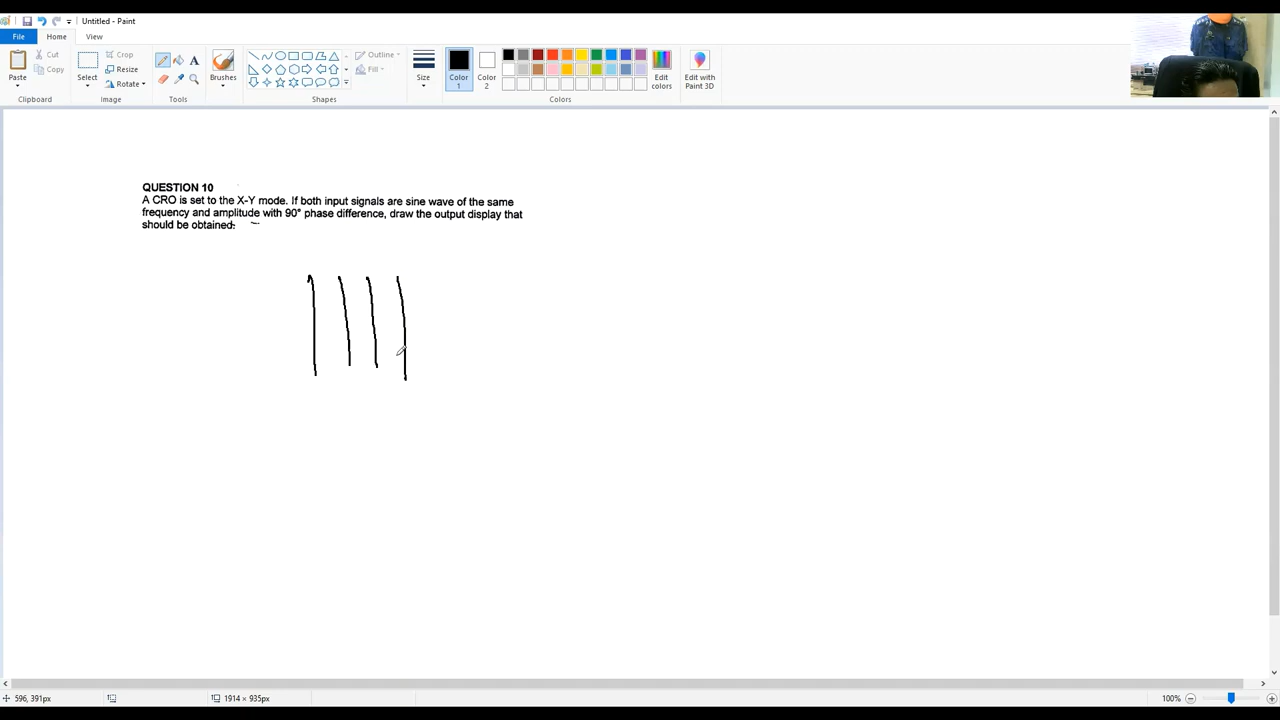 Untitled - Paint
File Home View
Paste
Cut
Copy
Clipboard
Select
Crop
Resize
Rotate
Image
Tools
Brushes
Shapes
Outline
Fill
Size
Color 1
Color 2
Colors
Edit colors
Edit with Paint 3D
QUESTION 10
A CRO is set to the X-Y mode. If both input signals are sine wave of the same
frequency and amplitude with 90° phase difference, draw the output display that
should be obtained.
596, 391px
1914 × 935px
100%